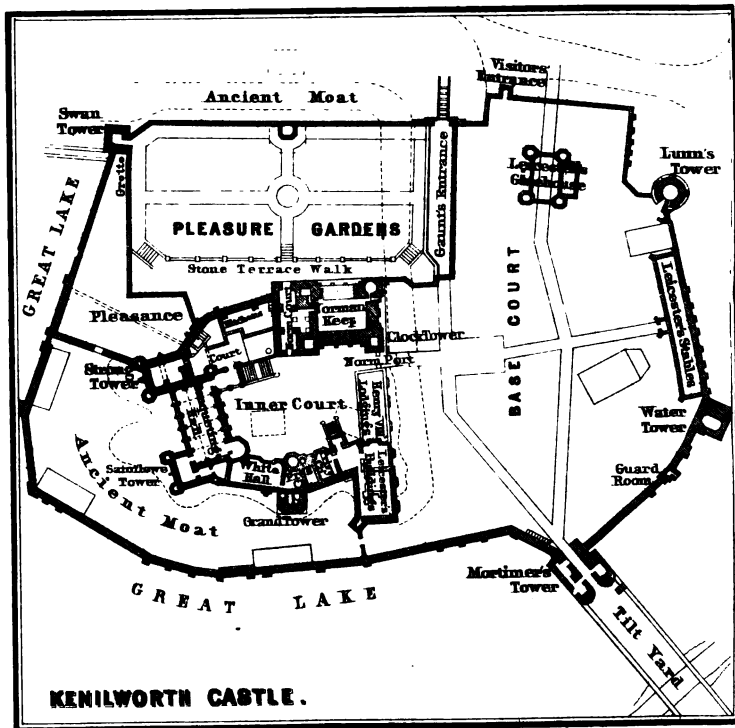 Visitors'
Entrance
Ancient Moat
Swan
Tower
Grotto
Gaunt's Entrance
Leicester's
Gatehouse
Lunn's
Tower
GREAT LAKE
PLEASURE GARDENS
Stone Terrace Walk
Pleasance
Norman
Keep
Clock Tower
Norm Port
BASE COURT
Leicester's Stables
Kitchens
Court
Strong
Tower
Inner Court
Henry VIII
Lodgings
Water
Tower
Ancient Moat
White
Hall
Leicester's
Buildings
Guard
Room
Tower
Grand Tower
Mortimer's
Tower
GREAT LAKE
Tilt Yard
KENILWORTH CASTLE.